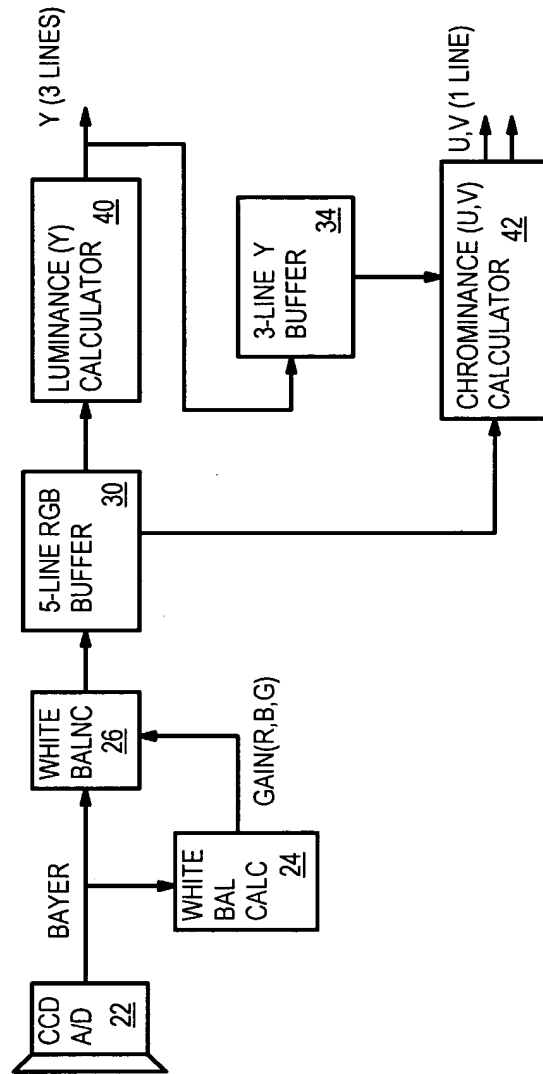 CCD
A/D
22
BAYER
WHITE
BAL
CALC
24
GAIN(R,B,G)
WHITE
BALNC
26
5-LINE RGB
BUFFER
30
LUMINANCE (Y)
CALCULATOR
40
Y (3 LINES)
3-LINE Y
BUFFER
34
CHROMINANCE (U,V)
CALCULATOR
42
U,V (1 LINE)